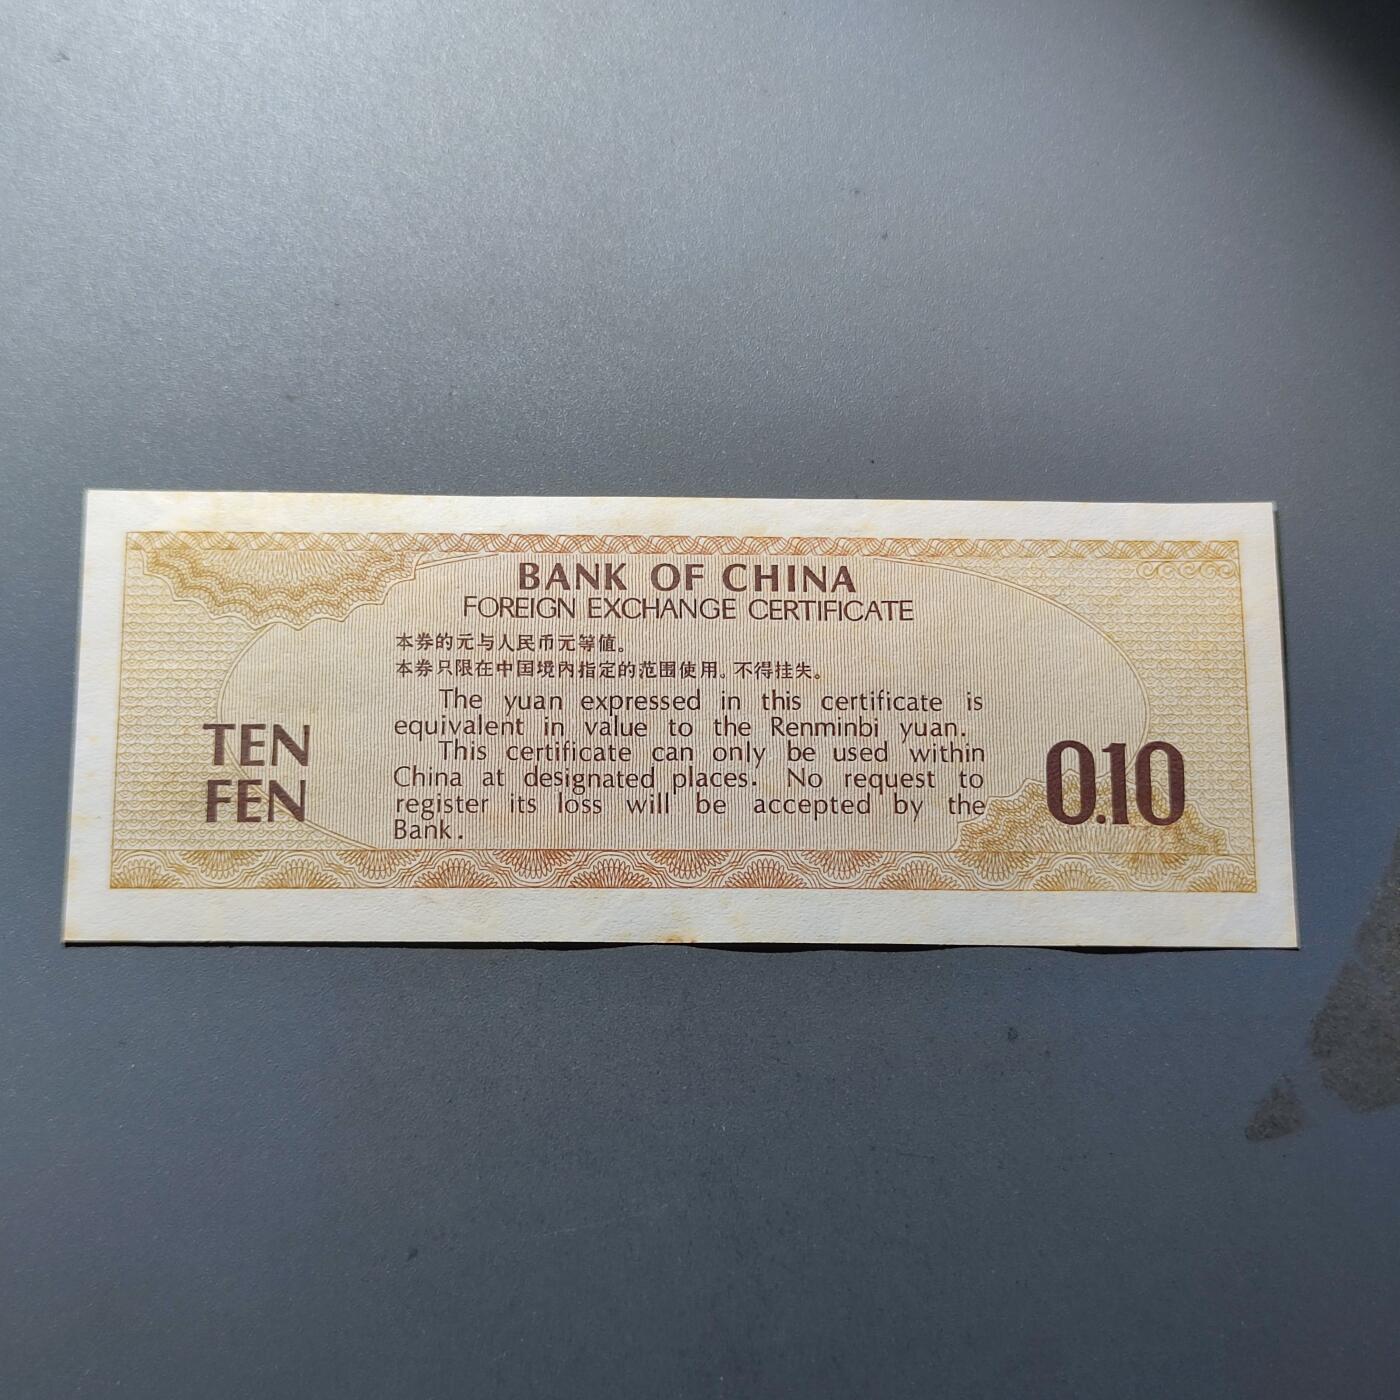 BANK OF CHINA
FOREIGN EXCHANGE CERTIFICATE
本券的元与人民币元等值。
本券只限在中国境内指定的范围使用。不得挂失。
The yuan expressed in this certificate is
equivalent in value to the Renminbi yuan.
This certificate can only be used within
China at designated places. No request to
register its loss will be accepted by the
Bank.
TEN
FEN
0.10